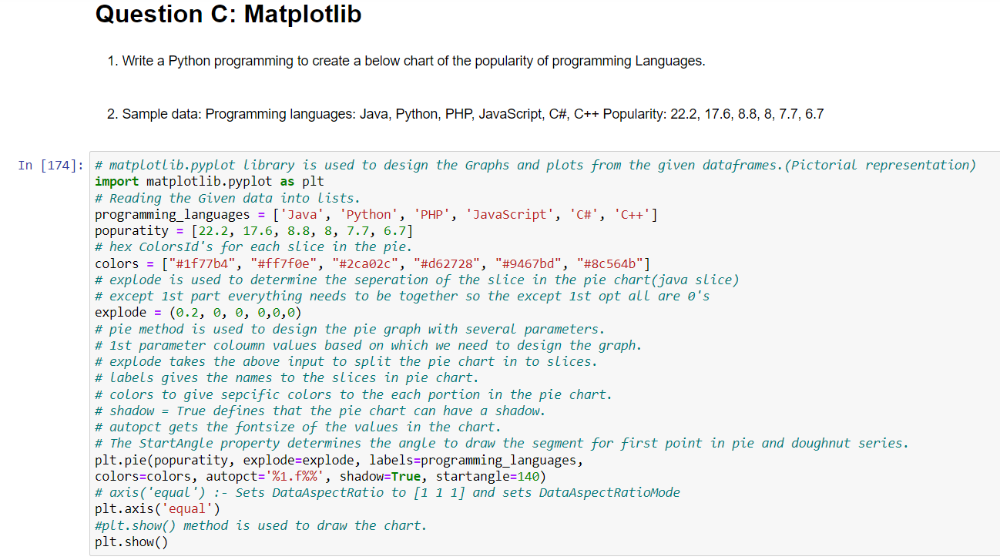 Question C: Matplotlib
1. Write a Python programming to create a below chart of the popularity of programming Languages.
2. Sample data: Programming languages: Java, Python, PHP, JavaScript, C#, C++ Popularity: 22.2, 17.6, 8.8, 8, 7.7, 6.7
In [174]: # matplotlib.pyplot library is used to design the Graphs and plots from the given dataframes.(Pictorial representation)
import matplotlib.pyplot as plt
# Reading the Given data into lists.
programming_languages = ['Java', 'Python', 'PHP', 'JavaScript', 'C#', 'C++']
popuratity = [22.2, 17.6, 8.8, 8, 7.7, 6.7]
# hex ColorsId's for each slice in the pie.
colors = ["#1f77b4", "#ff7f0e", "#2ca02c", "#d62728", "#9467bd", "#8c564b"]
# explode is used to determine the seperation of the slice in the pie chart(java slice)
# except 1st part everything needs to be together so the except 1st opt all are 0's
explode = (0.2, 0, 0, 0,0,0)
# pie method is used to design the pie graph with several parameters.
# 1st parameter coloumn values based on which we need to design the graph.
# explode takes the above input to split the pie chart in to slices.
# labels gives the names to the slices in pie chart.
# colors to give sepcific colors to the each portion in the pie chart.
# shadow = True defines that the pie chart can have a shadow.
# autopct gets the fontsize of the values in the chart.
# The StartAngle property determines the angle to draw the segment for first point in pie and doughnut series.
plt.pie(popuratity, explode=explode, labels=programming_languages,
colors=colors, autopct='%1.f%%', shadow=True, startangle=140)
# axis('equal') :- Sets DataAspectRatio to [1 1 1] and sets DataAspectRatioMode
plt.axis('equal')
#plt.show() method is used to draw the chart.
plt.show()